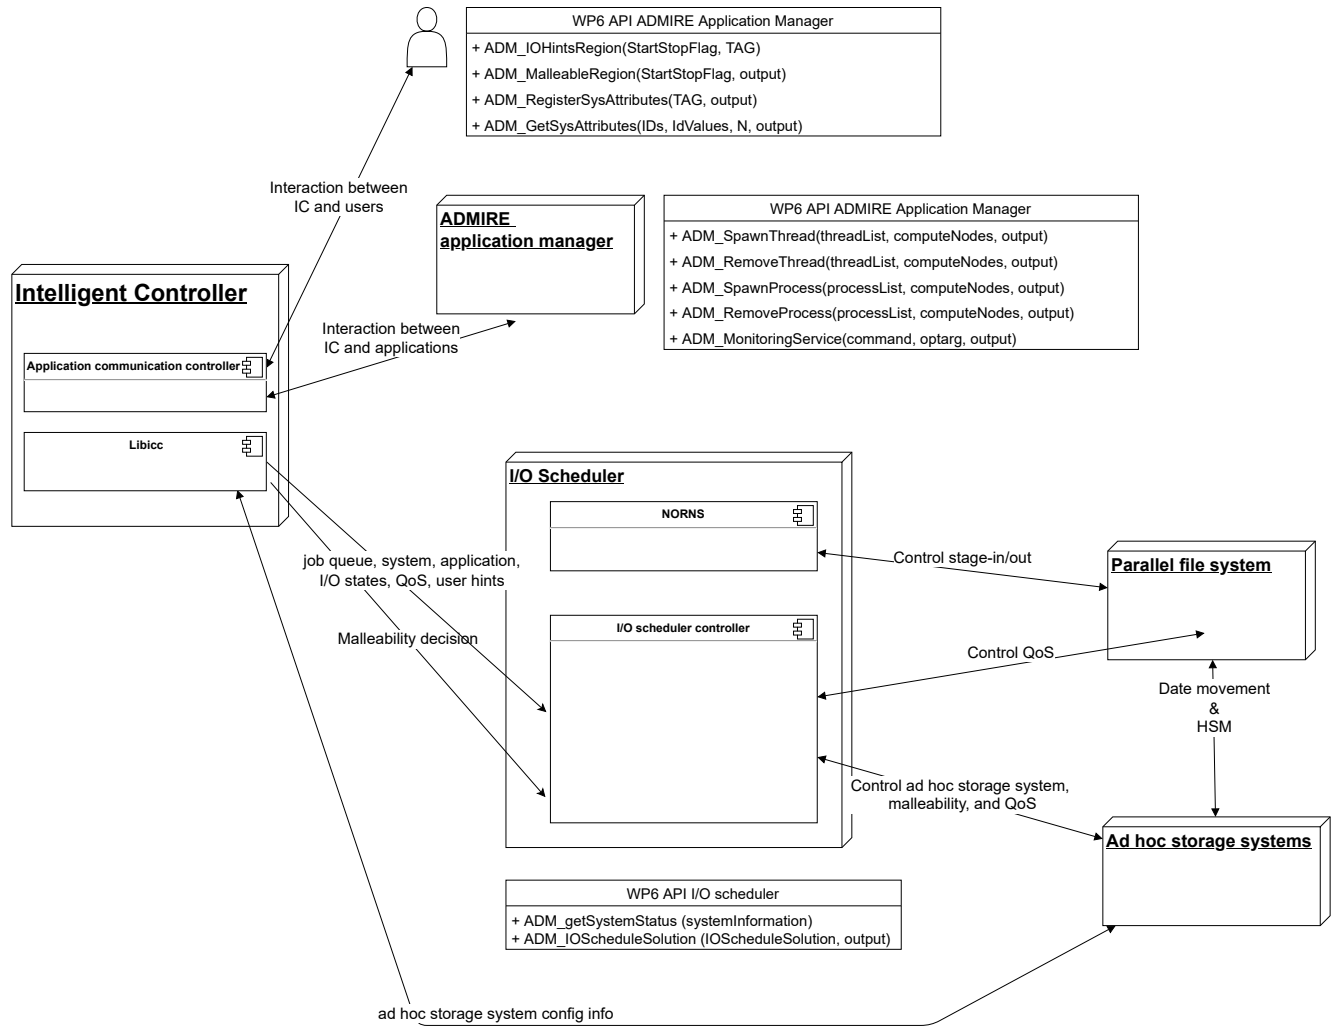 WP6 API ADMIRE Application Manager
+ ADM_IOHintsRegion(StartStopFlag, TAG)
+ ADM_MalleableRegion(StartStopFlag, output)
+ ADM_RegisterSysAttributes(TAG, output)
+ ADM_GetSysAttributes(IDs, IdValues, N, output)
Interaction between
IC and users
ADMIRE
application manager
WP6 API ADMIRE Application Manager
+ ADM_SpawnThread(threadList, computeNodes, output)
+ ADM_RemoveThread(threadList, computeNodes, output)
+ ADM_SpawnProcess(processList, computeNodes, output)
+ ADM_RemoveProcess(processList, computeNodes, output)
+ ADM_MonitoringService(command, optarg, output)
Intelligent Controller
Interaction between
IC and applications
Application communication controller
Libicc
I/O Scheduler
NORNS
job queue, system, application,
I/O states, QoS, user hints
Control stage-in/out
Parallel file system
Malleability decision
I/O scheduler controller
Control QoS
Date movement
&
HSM
Control ad hoc storage system,
malleability, and QoS
Ad hoc storage systems
WP6 API I/O scheduler
+ ADM_getSystemStatus (systemInformation)
+ ADM_IOScheduleSolution (IOScheduleSolution, output)
ad hoc storage system config info